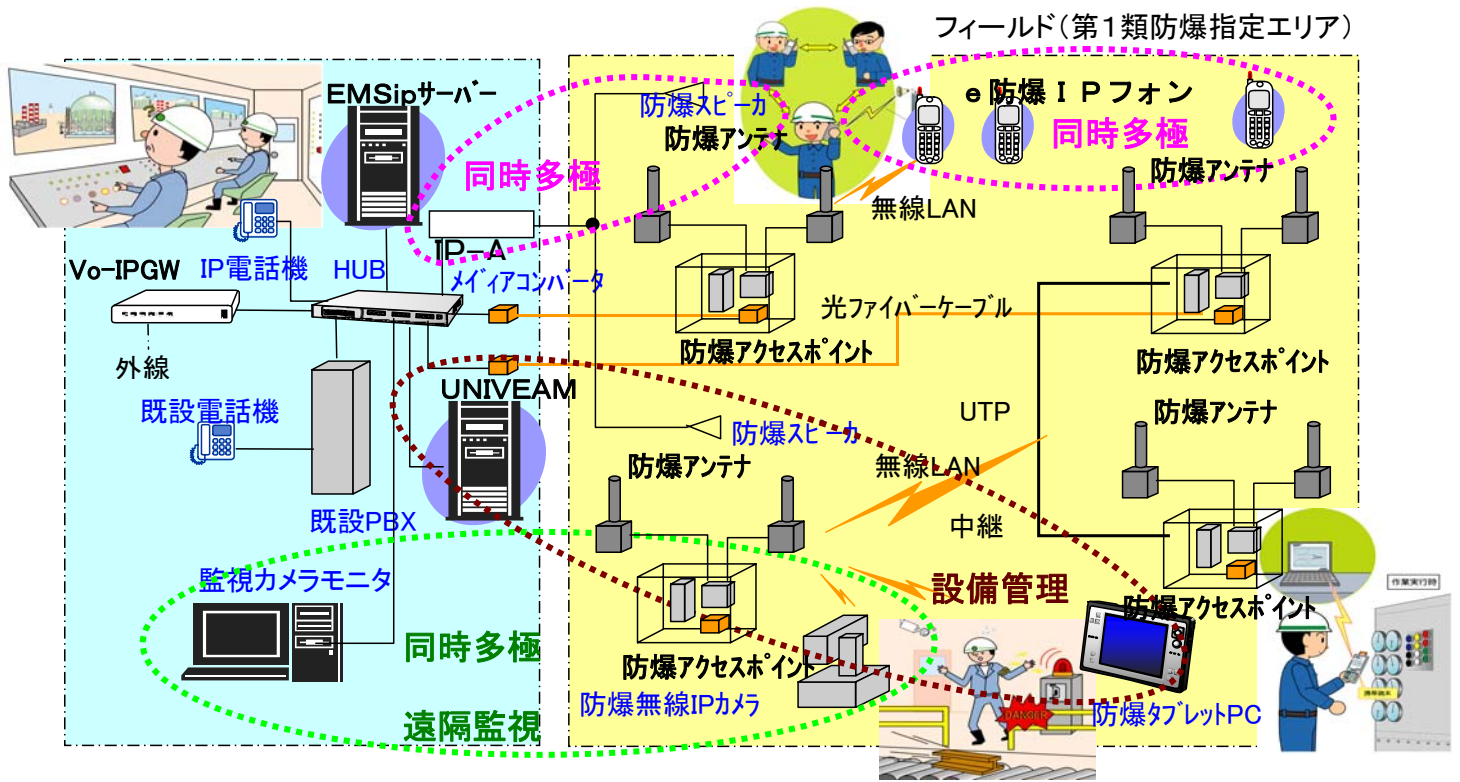 フィールド（第１類防爆指定エリア）
EMSipサーバー
防爆スピーカ
防爆アンテナ
e防爆ＩＰフォン
同時多極
同時多極
防爆アンテナ
無線LAN
IP-A
Vo-IPGW
IP電話機
HUB
メイディアコンバータ
光ファイバーケーブル
防爆アクセスポイント
防爆アクセスポイント
外線
UNIVEAM
既設電話機
UTP
防爆アンテナ
防爆スピーカ
防爆アンテナ
無線LAN
既設PBX
中継
監視カメラモニタ
設備管理
作業実行時
防爆アクセスポイント
同時多極
防爆アクセスポイント
防爆無線IPカメラ
DANGER
防爆タブレットPC
遠隔監視